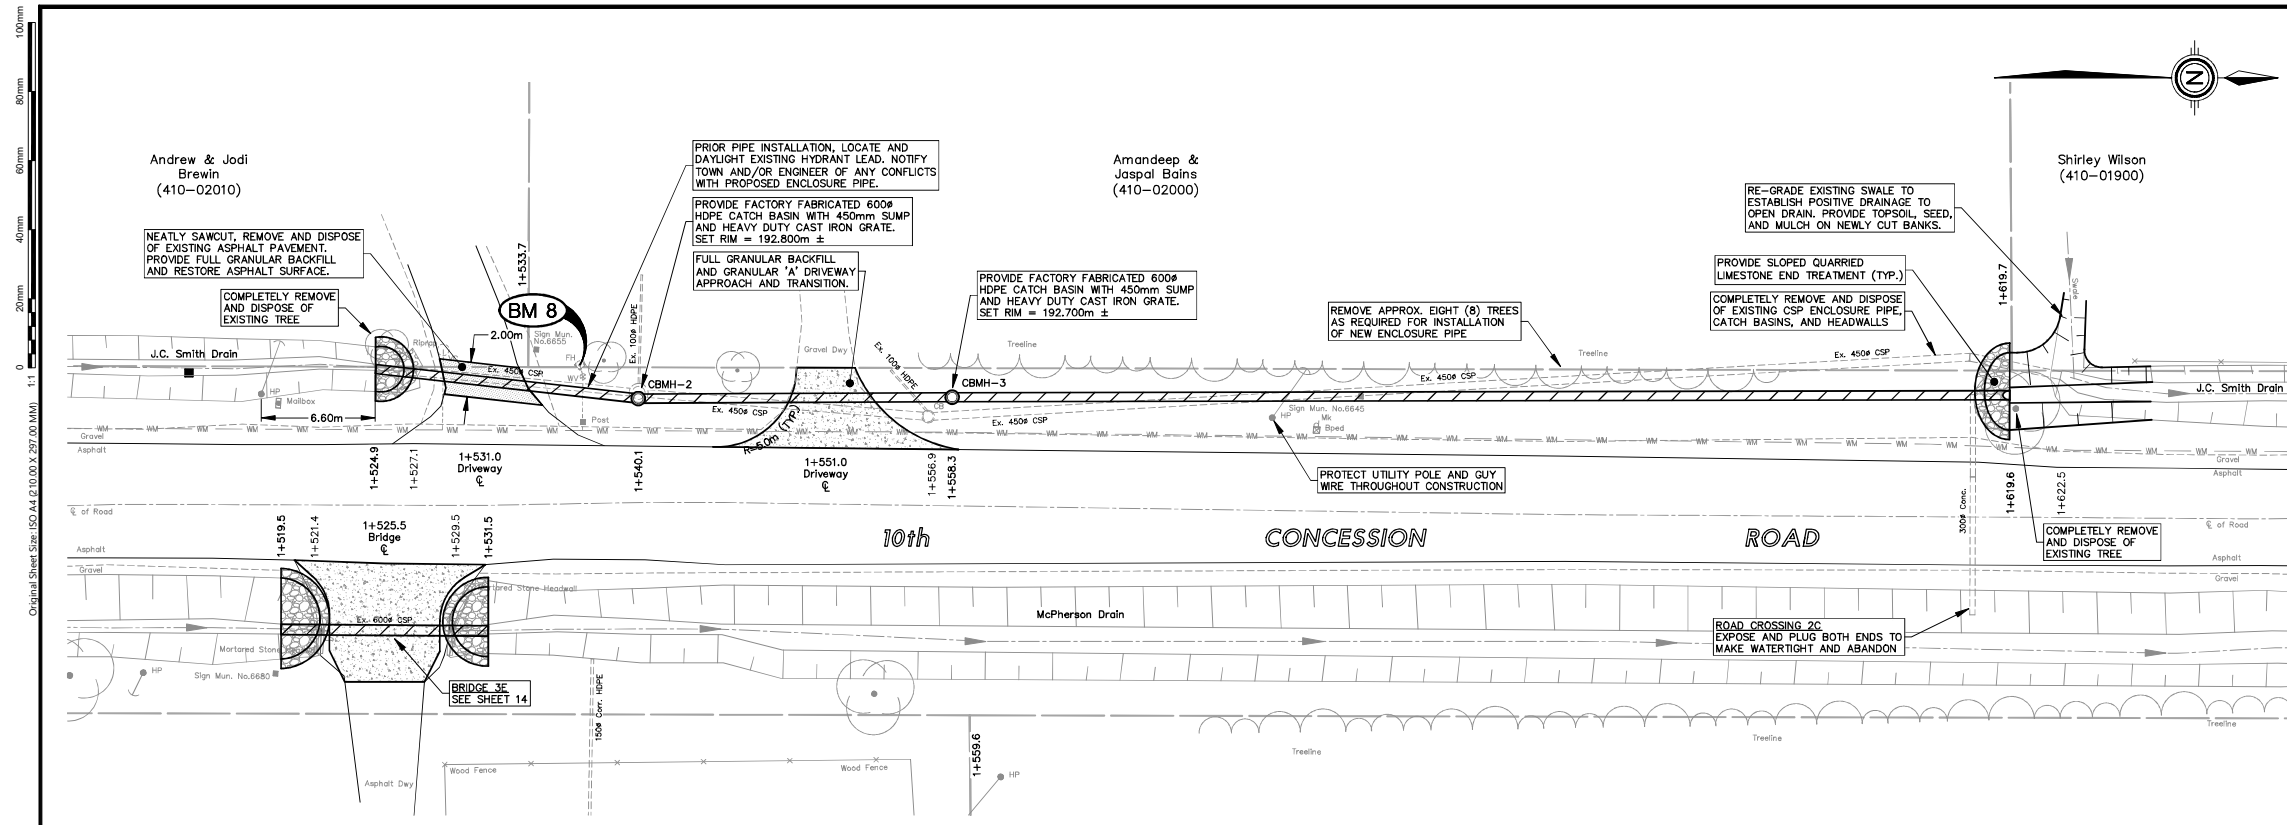 100mm
80mm
60mm
40mm
20mm
0
1:1
Original Sheet Size: ISO A4 (210.00 X 297.00 MM)
N
Andrew & Jodi
Brewin
(410-02010)
Amandeep &
Jaspal Bains
(410-02000)
Shirley Wilson
(410-01900)
PRIOR PIPE INSTALLATION, LOCATE AND
DAYLIGHT EXISTING HYDRANT LEAD. NOTIFY
TOWN AND/OR ENGINEER OF ANY CONFLICTS
WITH PROPOSED ENCLOSURE PIPE.
PROVIDE FACTORY FABRICATED 600ø
HDPE CATCH BASIN WITH 450mm SUMP
AND HEAVY DUTY CAST IRON GRATE.
SET RIM = 192.800m ±
FULL GRANULAR BACKFILL
AND GRANULAR 'A' DRIVEWAY
APPROACH AND TRANSITION.
NEATLY SAWCUT, REMOVE AND DISPOSE
OF EXISTING ASPHALT PAVEMENT.
PROVIDE FULL GRANULAR BACKFILL
AND RESTORE ASPHALT SURFACE.
COMPLETELY REMOVE
AND DISPOSE OF
EXISTING TREE
PROVIDE FACTORY FABRICATED 600ø
HDPE CATCH BASIN WITH 450mm SUMP
AND HEAVY DUTY CAST IRON GRATE.
SET RIM = 192.700m ±
REMOVE APPROX. EIGHT (8) TREES
AS REQUIRED FOR INSTALLATION
OF NEW ENCLOSURE PIPE
RE-GRADE EXISTING SWALE TO
ESTABLISH POSITIVE DRAINAGE TO
OPEN DRAIN. PROVIDE TOPSOIL, SEED,
AND MULCH ON NEWLY CUT BANKS.
PROVIDE SLOPED QUARRIED
LIMESTONE END TREATMENT (TYP.)
COMPLETELY REMOVE AND DISPOSE
OF EXISTING CSP ENCLOSURE PIPE,
CATCH BASINS, AND HEADWALLS
1+533.7
1+619.7
Swale
BM 8
2.00m
Sign Mun.
No.6655
FH
WV
Ex. 100ø HDPE
Riprap
J.C. Smith Drain
HP
Mailbox
6.60m
Ex. 450ø CSP
CBMH-2
Gravel Dwy
Ex. 100ø HDPE
CBMH-3
CB
Treeline
Treeline
Ex. 450ø CSP
Ex. 450ø CSP
Ex. 450ø CSP
Ex. 450ø CSP
J.C. Smith Drain
Post
R=5.0m (TYP.)
HP
Sign Mun. No.6645
Mk
Bped
WM WM WM WM WM WM
Gravel
Asphalt
Gravel
Asphalt
1+524.9
1+527.1
1+531.0
Driveway
℄
1+540.1
1+551.0
Driveway
℄
1+556.9
1+558.3
PROTECT UTILITY POLE AND GUY
WIRE THROUGHOUT CONSTRUCTION
300ø Conc.
1+619.6
1+622.5
COMPLETELY REMOVE
AND DISPOSE OF
EXISTING TREE
℄ of Road
℄ of Road
10th CONCESSION ROAD
1+519.5
1+521.4
1+525.5
Bridge
℄
1+529.5
1+531.5
Asphalt
Gravel
Asphalt
Gravel
rtared Stone Headwall
Ex. 600ø CSP
McPherson Drain
Mortared Stone
Sign Mun. No.6680
HP
BRIDGE 3E
SEE SHEET 14
ROAD CROSSING 2C
EXPOSE AND PLUG BOTH ENDS TO
MAKE WATERTIGHT AND ABANDON
150ø Corr. HDPE
1+559.6
Treeline
Treeline
Treeline
Wood Fence
Wood Fence
HP
Asphalt Dwy